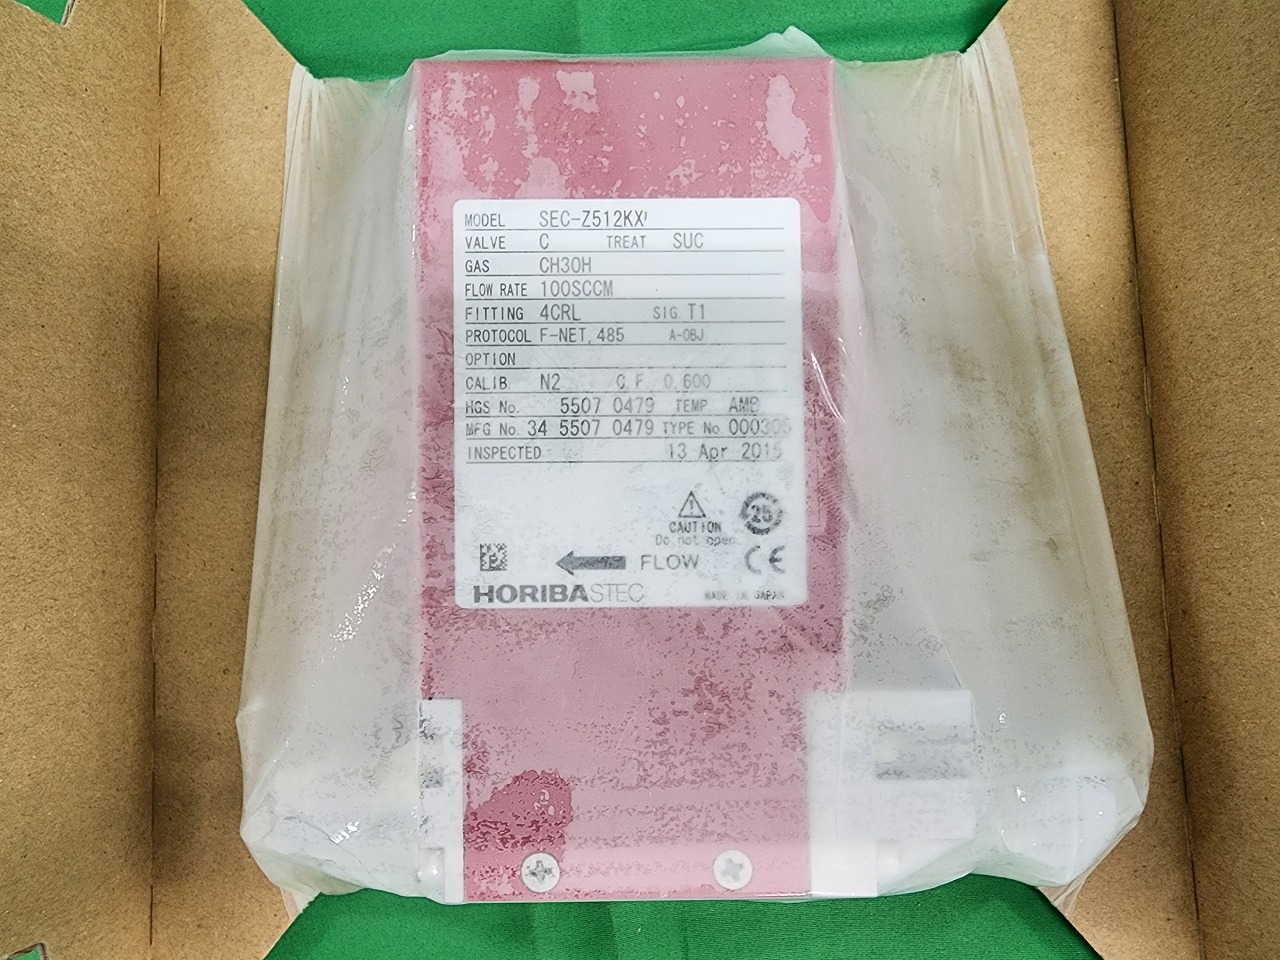 MODEL SEC-Z512KX
VALVE C TREAT SUC
GAS CH3OH
FLOW RATE 100SCCM
FITTING 4CRL SIG. T1
PROTOCOL F-NET, 485 A-OBJ
OPTION
CALIB N2 C.F. 0.600
HGS No. 5507 0479 TEMP AMB
MFG No. 34 5507 0479 TYPE No. 000305
INSPECTED 13 Apr 2015
25
CAUTION
Do not open
FLOW
CE
HORIBASTEC
MADE IN JAPAN